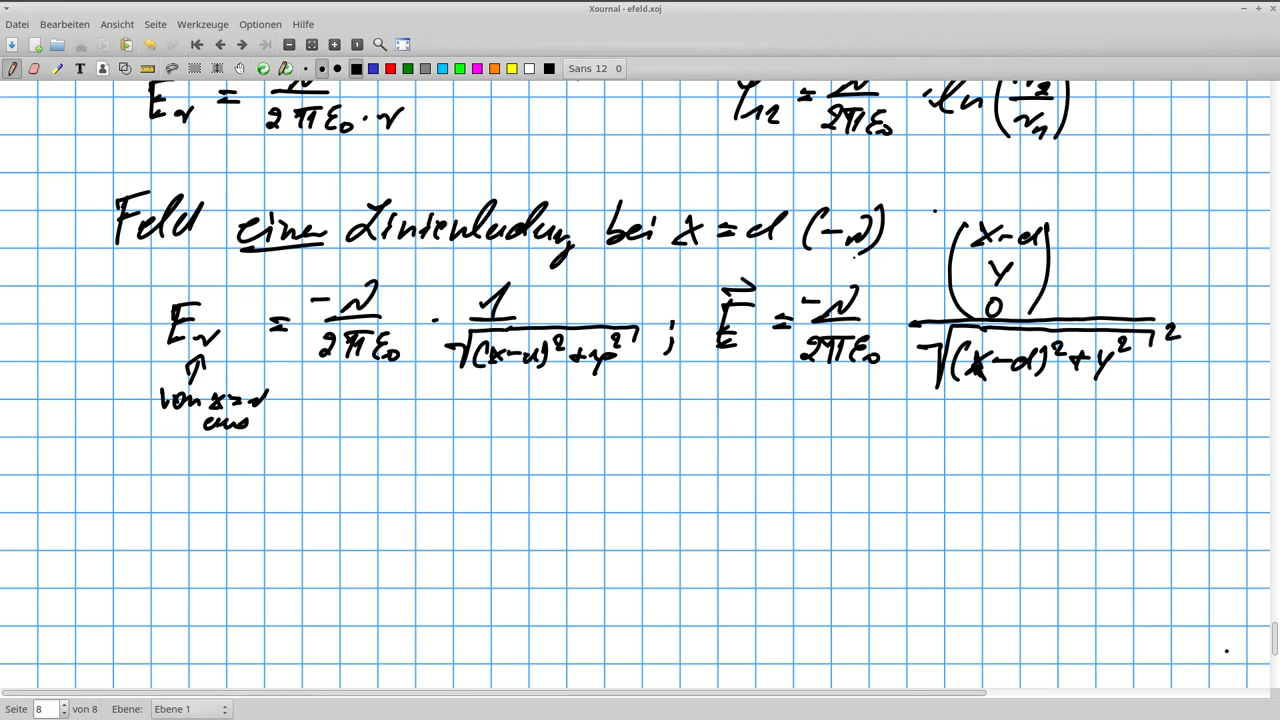 Xournal - efeld.xoj
Datei Bearbeiten Ansicht Seite Werkzeuge Optionen Hilfe
Sans 12 0
E_r = N / (2πε₀·r)    φ₁₂ = N / (2πε₀) · ln(r₂/r₁)
Feld einer Linienladung bei x = d (-N)
E_r = -N / (2πε₀) · 1 / √((x-d)² + y²) ; E⃗ = -N / (2πε₀) (x-d y 0) / √((x-d)² + y²)²
↑
von x=d
aus
Seite 8 von 8 Ebene: Ebene 1